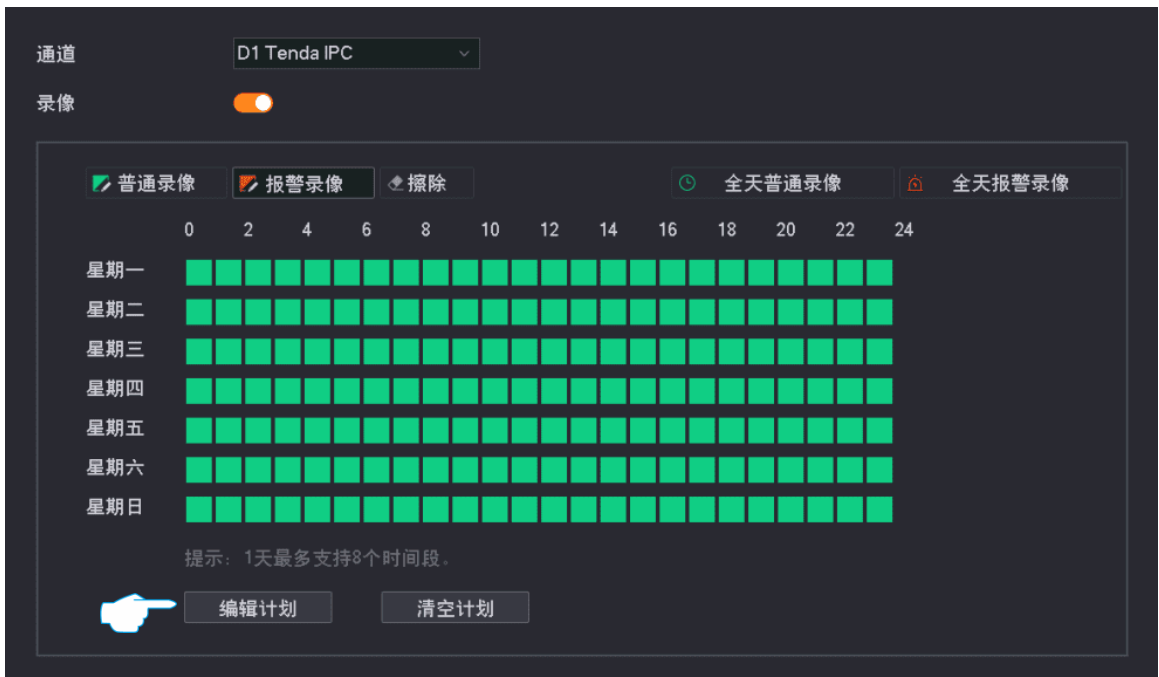 通道 D1 Tenda IPC
录像
普通录像 报警录像 擦除 全天普通录像 全天报警录像
0 2 4 6 8 10 12 14 16 18 20 22 24
星期一
星期二
星期三
星期四
星期五
星期六
星期日
提示：1天最多支持8个时间段。
编辑计划 清空计划